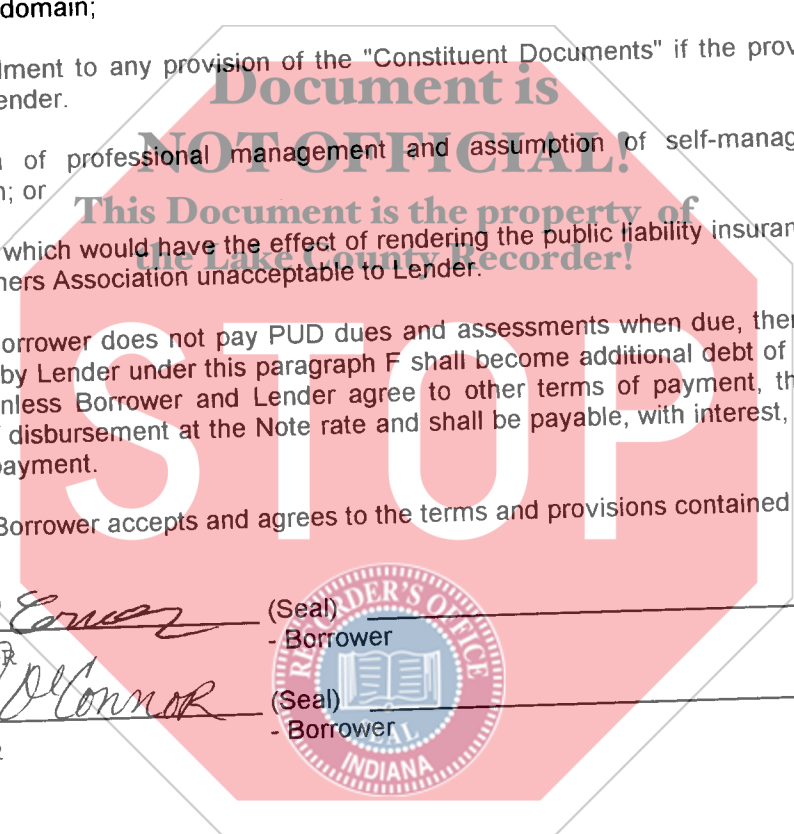 domain;
lment to any provision of the "Constituent Documents" if the prov
ender.
Document is
NOT OFFICIAL!
of professional management and assumption of self-manag
n; or
This Document is the property of
the Lake County Recorder!
which would have the effect of rendering the public liability insuran
ners Association unacceptable to Lender.
orrower does not pay PUD dues and assessments when due, then
by Lender under this paragraph F shall become additional debt of
nless Borrower and Lender agree to other terms of payment, th
disbursement at the Note rate and shall be payable, with interest,
payment.
STOP
Borrower accepts and agrees to the terms and provisions contained
(Seal)
- Borrower
O'Connor (Seal)
- Borrower
RECORDER'S OFFICE
SEAL
INDIANA